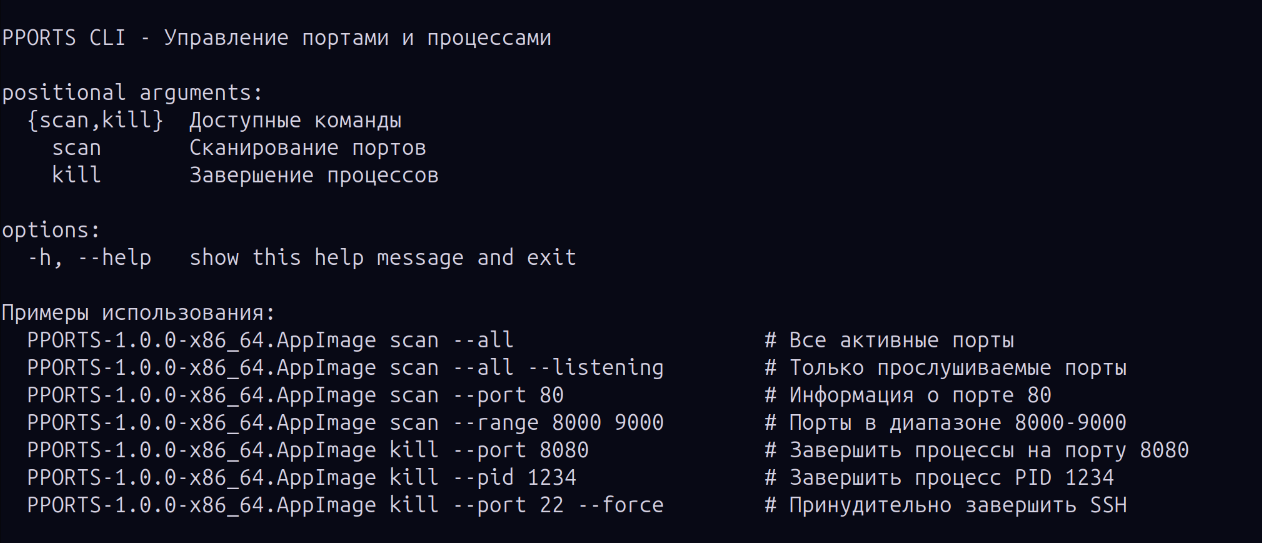 PPORTS CLI - Управление портами и процессами
positional arguments:
{scan,kill}  Доступные команды
scan       Сканирование портов
kill       Завершение процессов
options:
-h, --help   show this help message and exit
Примеры использования:
PPORTS-1.0.0-x86_64.AppImage scan --all                    # Все активные порты
PPORTS-1.0.0-x86_64.AppImage scan --all --listening        # Только прослушиваемые порты
PPORTS-1.0.0-x86_64.AppImage scan --port 80                # Информация о порте 80
PPORTS-1.0.0-x86_64.AppImage scan --range 8000 9000        # Порты в диапазоне 8000-9000
PPORTS-1.0.0-x86_64.AppImage kill --port 8080              # Завершить процессы на порту 8080
PPORTS-1.0.0-x86_64.AppImage kill --pid 1234               # Завершить процесс PID 1234
PPORTS-1.0.0-x86_64.AppImage kill --port 22 --force        # Принудительно завершить SSH